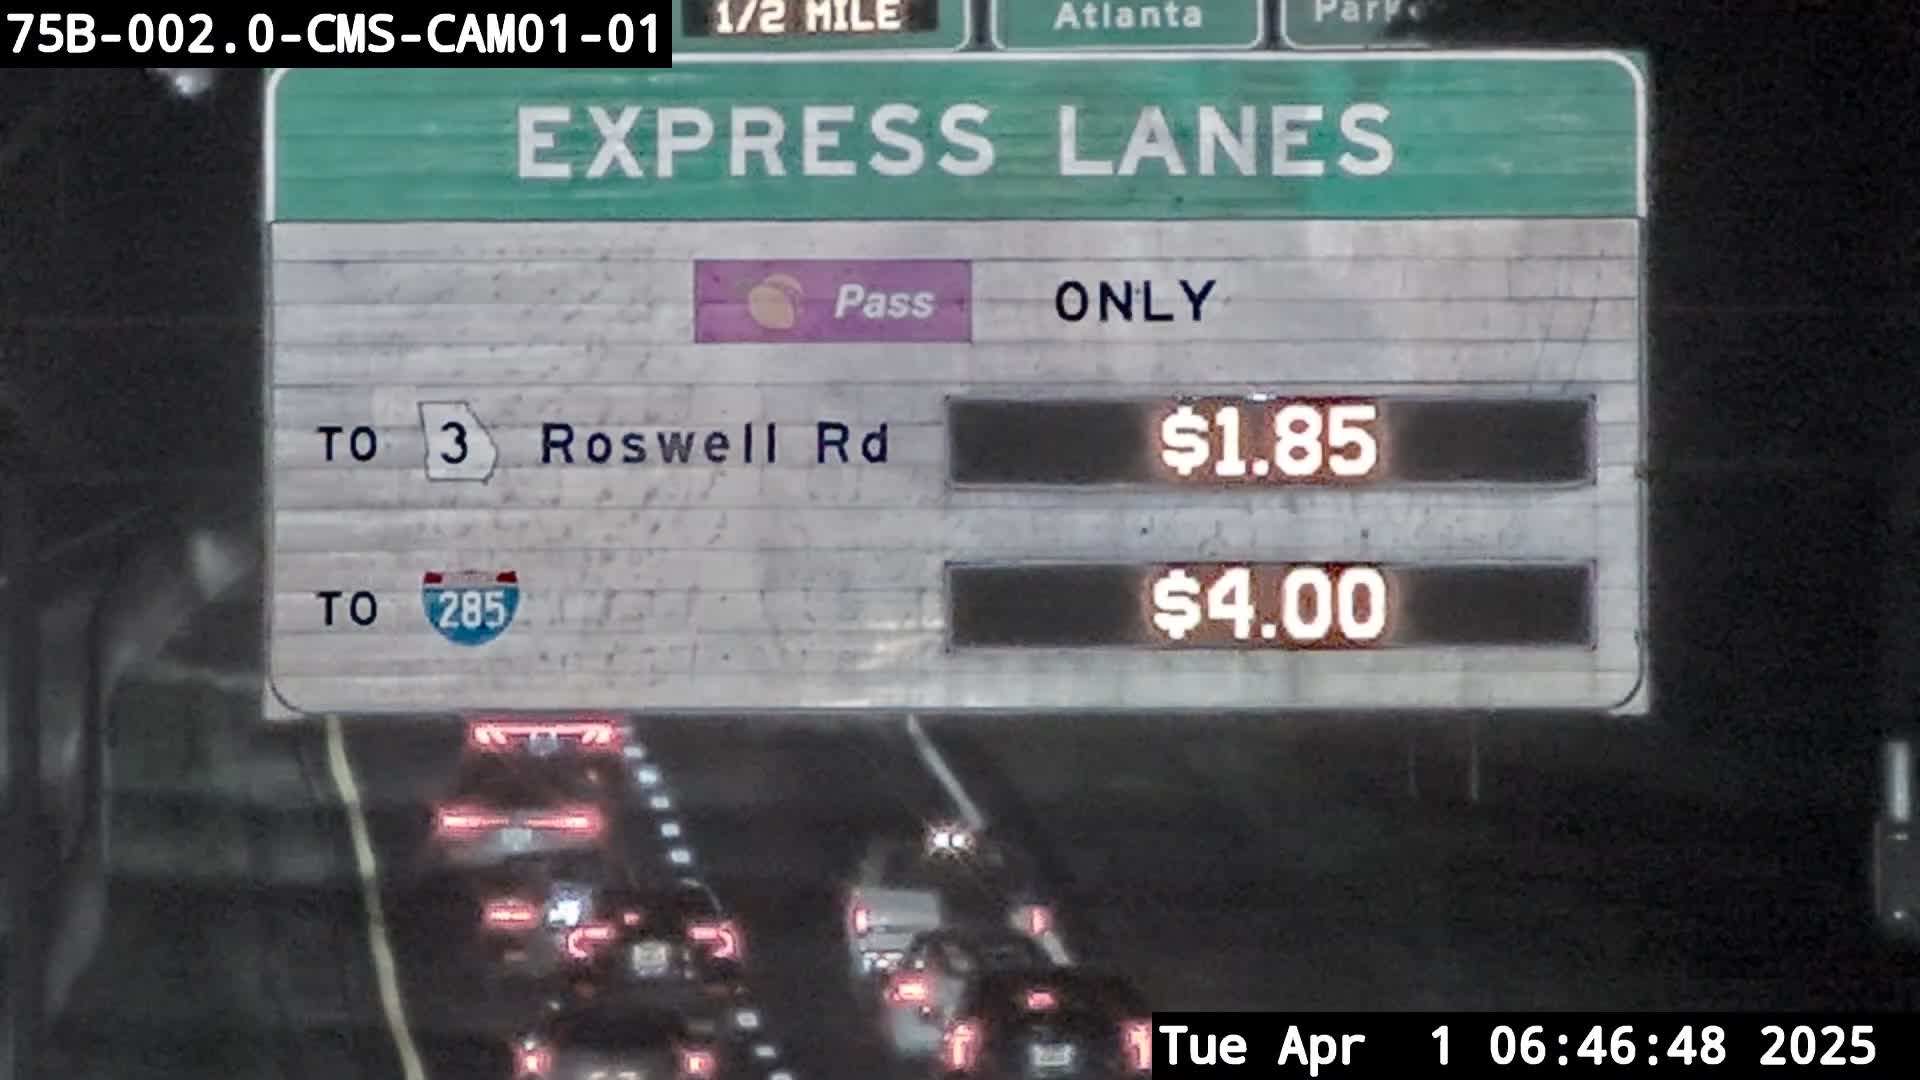 75B-002.0-CMS-CAM01-01
1/2 MILE
Atlanta
EXPRESS LANES
Pass ONLY
TO 3 Roswell Rd $1.85
TO 285 $4.00
Tue Apr 1 06:46:48 2025